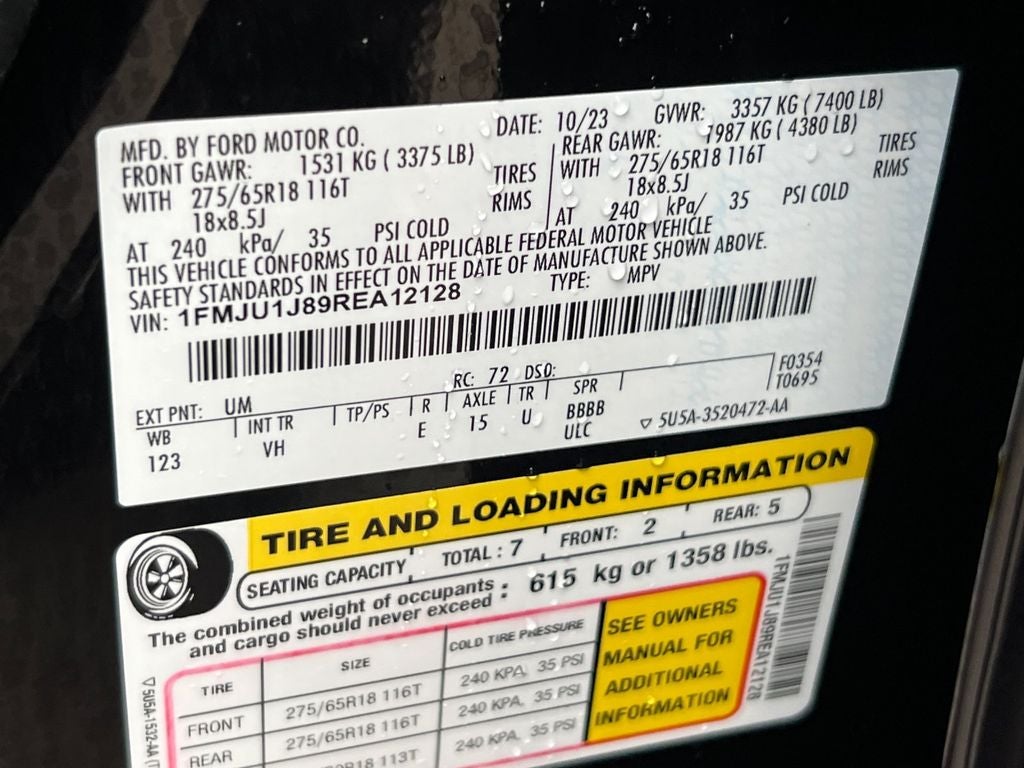 MFD. BY FORD MOTOR CO.
DATE: 10/23
GVWR: 3357 KG ( 7400 LB)
FRONT GAWR: 1531 KG ( 3375 LB)
WITH 275/65R18 116T TIRES
18x8.5J RIMS
AT 240 kPa/ 35 PSI COLD
REAR GAWR: 1987 KG ( 4380 LB)
WITH 275/65R18 116T TIRES
18x8.5J RIMS
AT 240 kPa/ 35 PSI COLD
THIS VEHICLE CONFORMS TO ALL APPLICABLE FEDERAL MOTOR VEHICLE
SAFETY STANDARDS IN EFFECT ON THE DATE OF MANUFACTURE SHOWN ABOVE.
VIN: 1FMJU1J89REA12128
TYPE: MPV
EXT PNT: UM
RC: 72 DSO:
F0354
T0695
WB INT TR TP/PS R AXLE TR SPR
123 VH E 15 U BBBB
ULC
5U5A-3520472-AA
TIRE AND LOADING INFORMATION
SEATING CAPACITY TOTAL : 7 FRONT: 2 REAR: 5
The combined weight of occupants
and cargo should never exceed : 615 kg or 1358 lbs.
TIRE SIZE COLD TIRE PRESSURE
FRONT 275/65R18 116T 240 KPA, 35 PSI
REAR 275/65R18 116T 240 KPA, 35 PSI
R18 113T 240 KPA, 35 PSI
SEE OWNERS
MANUAL FOR
ADDITIONAL
INFORMATION
1FMJU1J89REA12128
5U5A-1532-AA